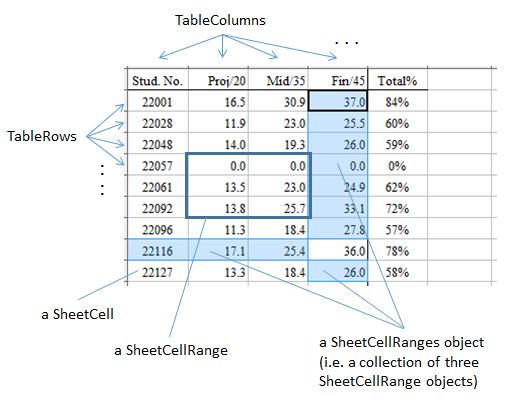 TableColumns
. . .
Stud. No. Proj/20 Mid/35 Fin/45 Total%
22001 16.5 30.9 37.0 84%
22028 11.9 23.0 25.5 60%
TableRows
22048 14.0 19.3 26.0 59%
22057 0.0 0.0 0.0 0%
22061 13.5 23.0 24.9 62%
22092 13.8 25.7 33.1 72%
22096 11.3 18.4 27.8 57%
22116 17.1 25.4 36.0 78%
22127 13.3 18.4 26.0 58%
a SheetCell
a SheetCellRange
a SheetCellRanges object
(i.e. a collection of three
SheetCellRange objects)